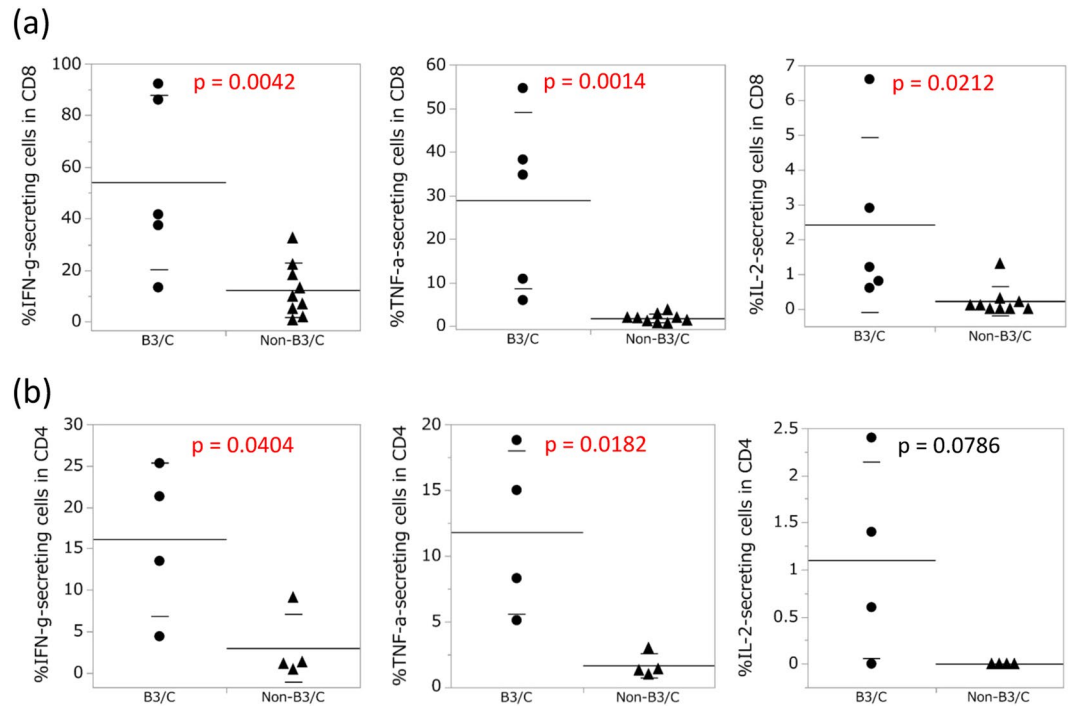 (a)
%IFN-g-secreting cells in CD8
100
80
60
40
20
0
p = 0.0042
B3/C
Non-B3/C
%TNF-a-secreting cells in CD8
60
50
40
30
20
10
0
p = 0.0014
B3/C
Non-B3/C
%IL-2-secreting cells in CD8
7
6
5
4
3
2
1
0
p = 0.0212
B3/C
Non-B3/C
(b)
%IFN-g-secreting cells in CD4
30
25
20
15
10
5
0
p = 0.0404
B3/C
Non-B3/C
%TNF-a-secreting cells in CD4
20
15
10
5
0
p = 0.0182
B3/C
Non-B3/C
%IL-2-secreting cells in CD4
2.5
2
1.5
1
0.5
0
p = 0.0786
B3/C
Non-B3/C